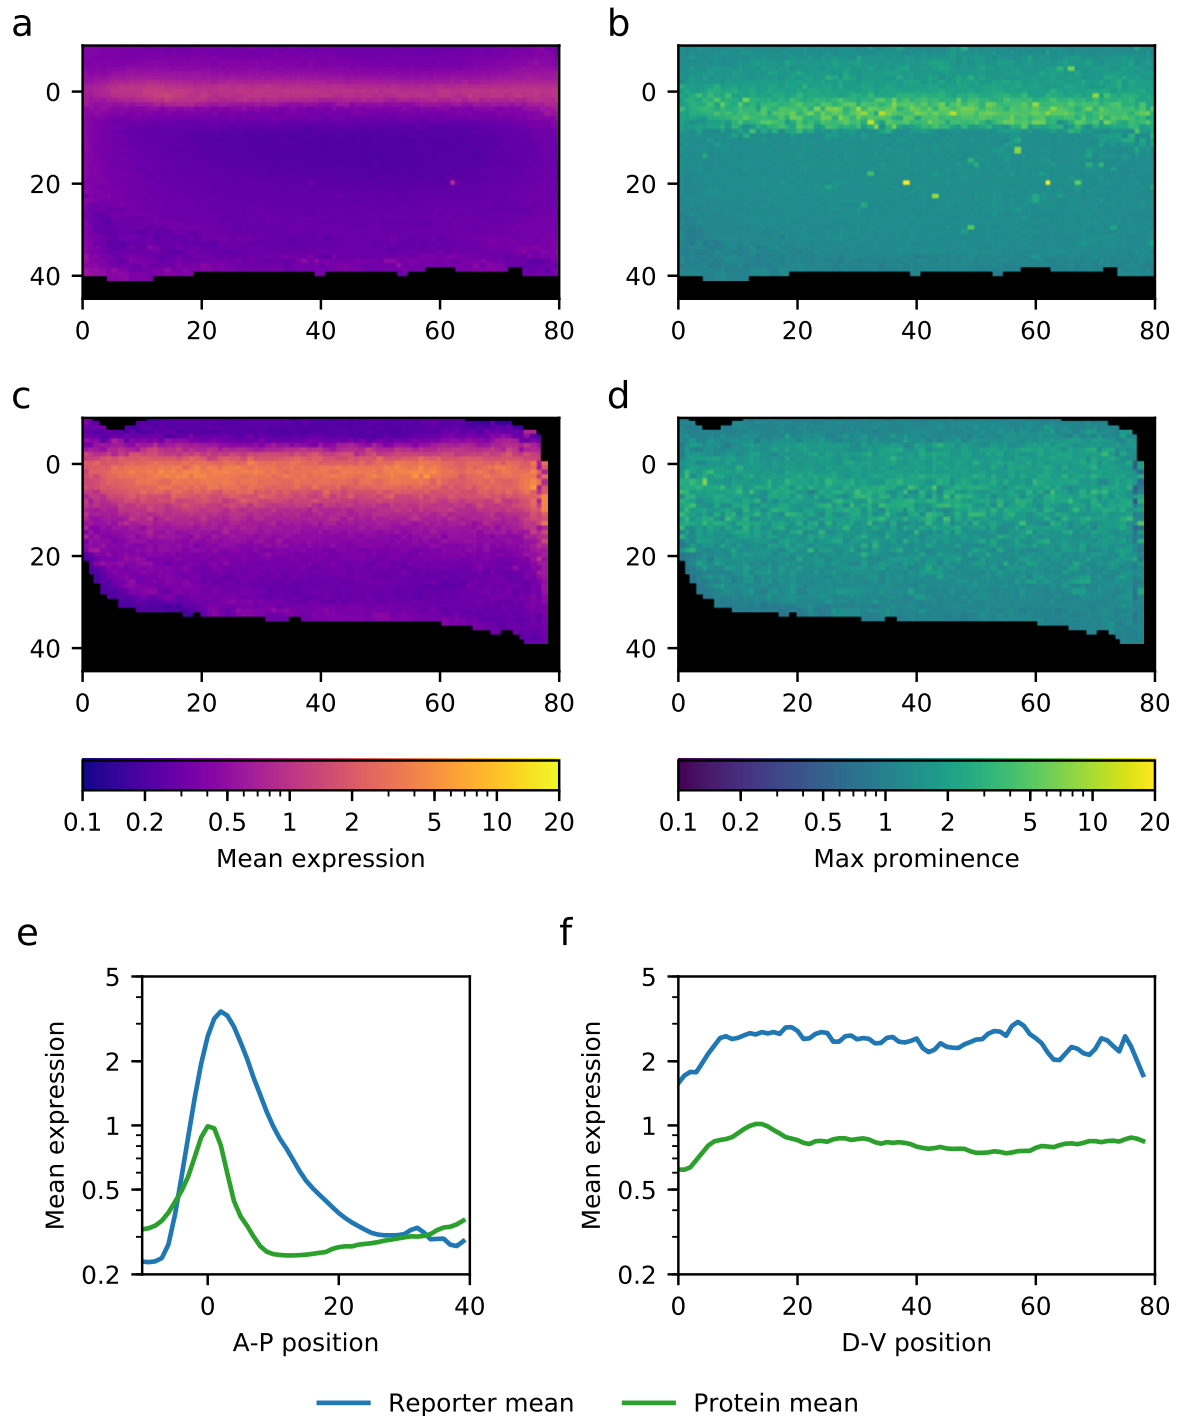 a
b
0
20
40
0 20 40 60 80
0
20
40
0 20 40 60 80
c
d
0
20
40
0 20 40 60 80
0
20
40
0 20 40 60 80
0.1 0.2 0.5 1 2 5 10 20
Mean expression
0.1 0.2 0.5 1 2 5 10 20
Max prominence
e
f
5
2
1
0.5
0.2
Mean expression
0 20 40
A-P position
5
2
1
0.5
0.2
Mean expression
0 20 40 60 80
D-V position
Reporter mean
Protein mean